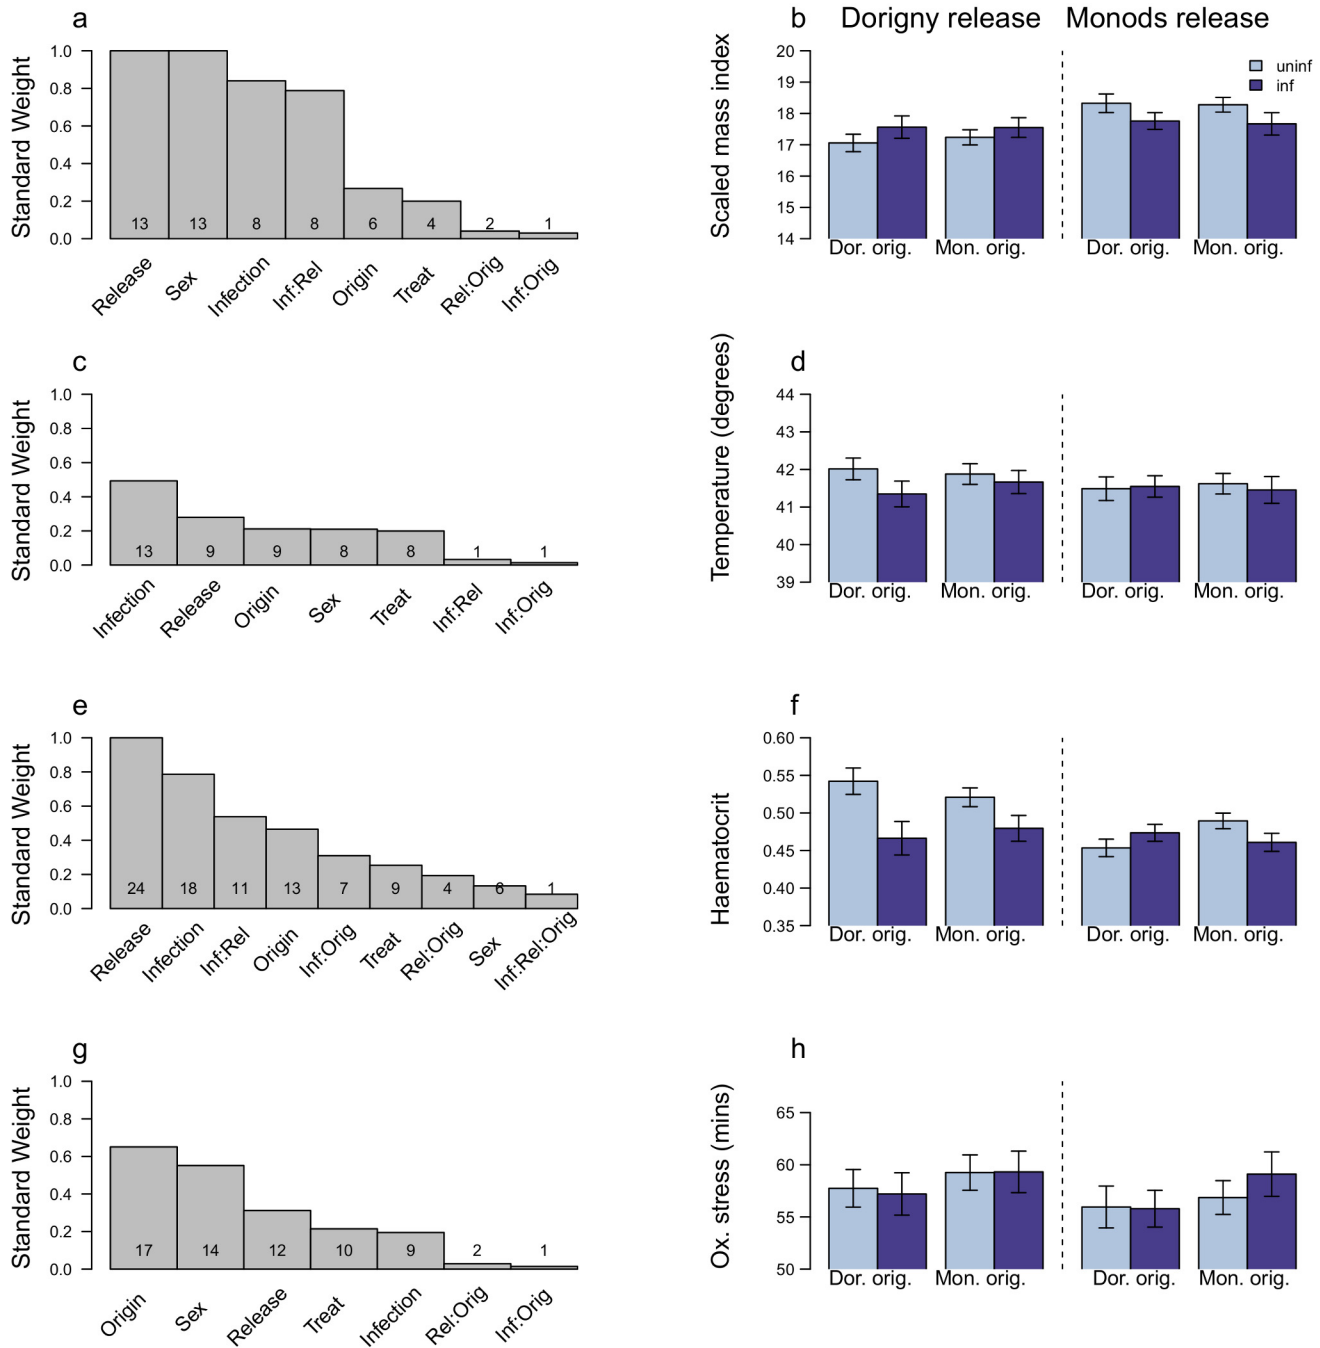 a
Standard Weight
1.0
0.8
0.6
0.4
0.2
0.0
13
13
8
8
6
4
2
1
Release
Sex
Infection
Inf:Rel
Origin
Treat
Rel:Orig
Inf:Orig
b
Dorigny release
Monods release
Scaled mass index
20
19
18
17
16
15
14
uninf
inf
Dor. orig.
Mon. orig.
Dor. orig.
Mon. orig.
c
Standard Weight
1.0
0.8
0.6
0.4
0.2
0.0
13
9
9
8
8
1
1
Infection
Release
Origin
Sex
Treat
Inf:Rel
Inf:Orig
d
Temperature (degrees)
44
43
42
41
40
39
Dor. orig.
Mon. orig.
Dor. orig.
Mon. orig.
e
Standard Weight
1.0
0.8
0.6
0.4
0.2
0.0
24
18
11
13
7
9
4
6
1
Release
Infection
Inf:Rel
Origin
Inf:Orig
Treat
Rel:Orig
Sex
Inf:Rel:Orig
f
Haematocrit
0.60
0.55
0.50
0.45
0.40
0.35
Dor. orig.
Mon. orig.
Dor. orig.
Mon. orig.
g
Standard Weight
1.0
0.8
0.6
0.4
0.2
0.0
17
14
12
10
9
2
1
Origin
Sex
Release
Treat
Infection
Rel:Orig
Inf:Orig
h
Ox. stress (mins)
65
60
55
50
Dor. orig.
Mon. orig.
Dor. orig.
Mon. orig.